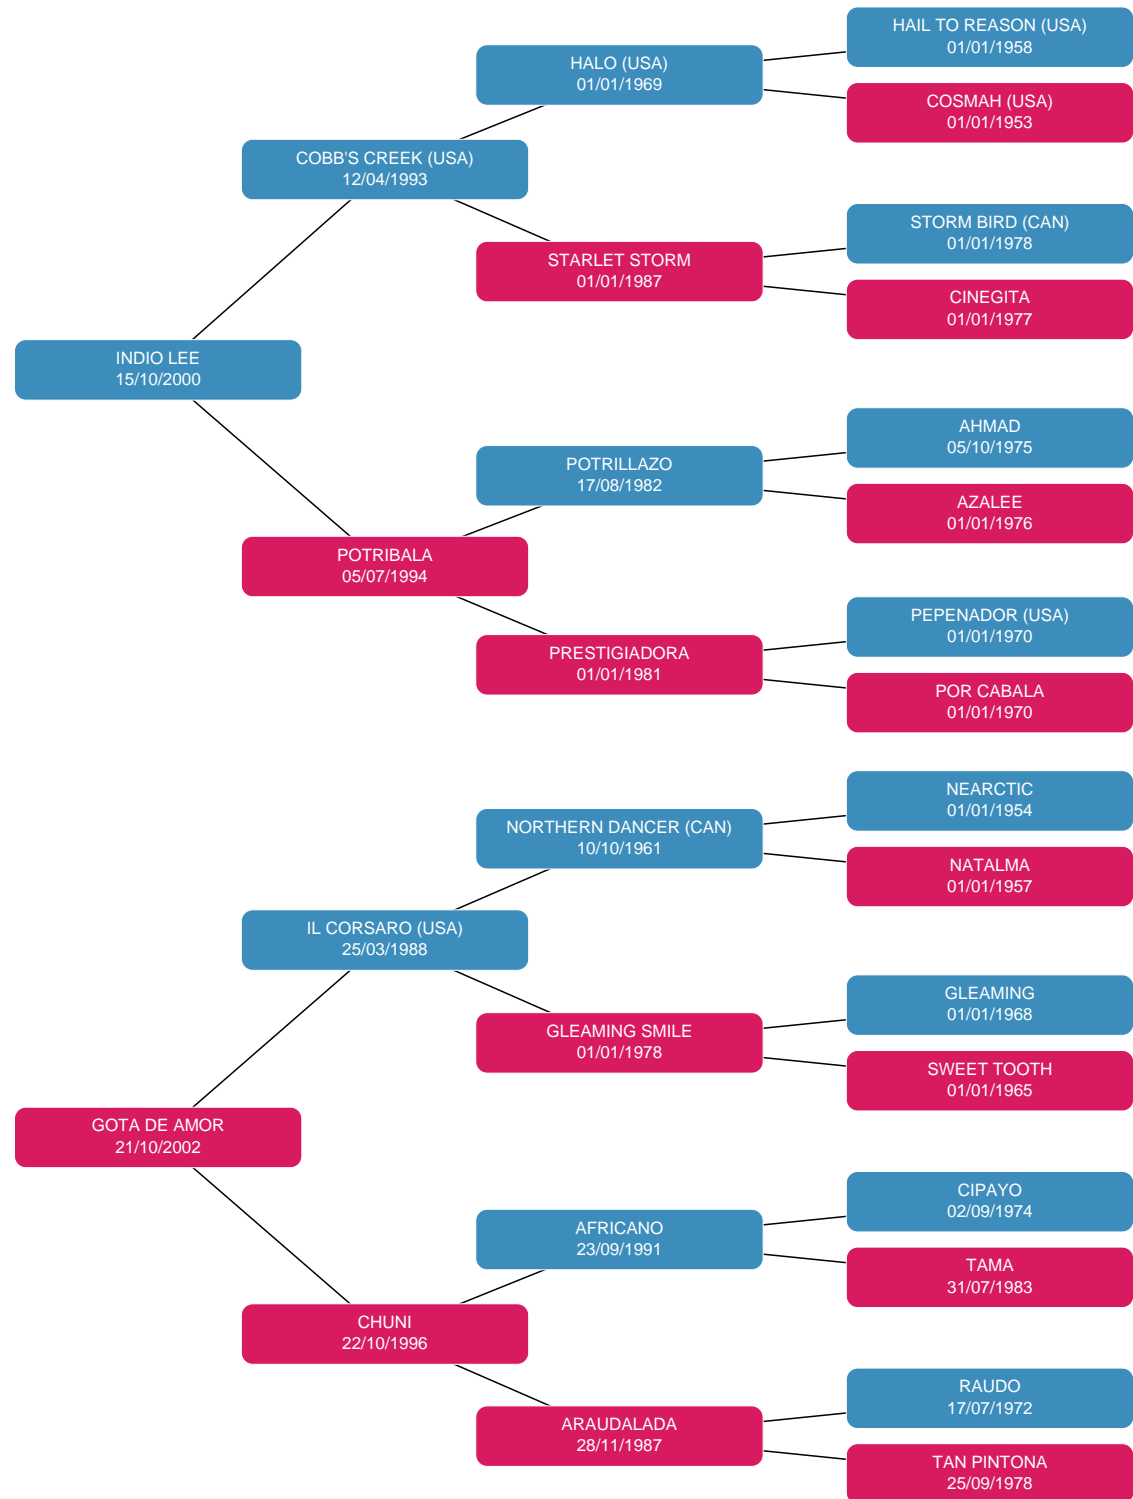 HAIL TO REASON (USA)
01/01/1958
HALO (USA)
01/01/1969
COSMAH (USA)
01/01/1953
COBB'S CREEK (USA)
12/04/1993
STORM BIRD (CAN)
01/01/1978
STARLET STORM
01/01/1987
CINEGITA
01/01/1977
INDIO LEE
15/10/2000
AHMAD
05/10/1975
POTRILLAZO
17/08/1982
AZALEE
01/01/1976
POTRIBALA
05/07/1994
PEPENADOR (USA)
01/01/1970
PRESTIGIADORA
01/01/1981
POR CABALA
01/01/1970
NEARCTIC
01/01/1954
NORTHERN DANCER (CAN)
10/10/1961
NATALMA
01/01/1957
IL CORSARO (USA)
25/03/1988
GLEAMING
01/01/1968
GLEAMING SMILE
01/01/1978
SWEET TOOTH
01/01/1965
GOTA DE AMOR
21/10/2002
CIPAYO
02/09/1974
AFRICANO
23/09/1991
TAMA
31/07/1983
CHUNI
22/10/1996
RAUDO
17/07/1972
ARAUDALADA
28/11/1987
TAN PINTONA
25/09/1978